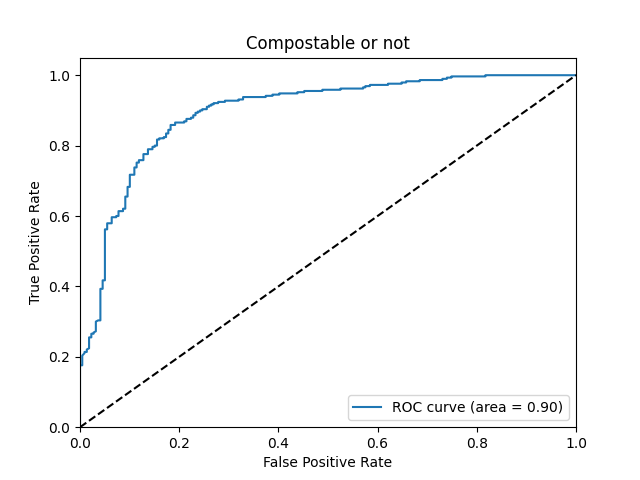 Compostable or not
True Positive Rate
1.0
0.8
0.6
0.4
0.2
0.0
ROC curve (area = 0.90)
0.0 0.2 0.4 0.6 0.8 1.0
False Positive Rate